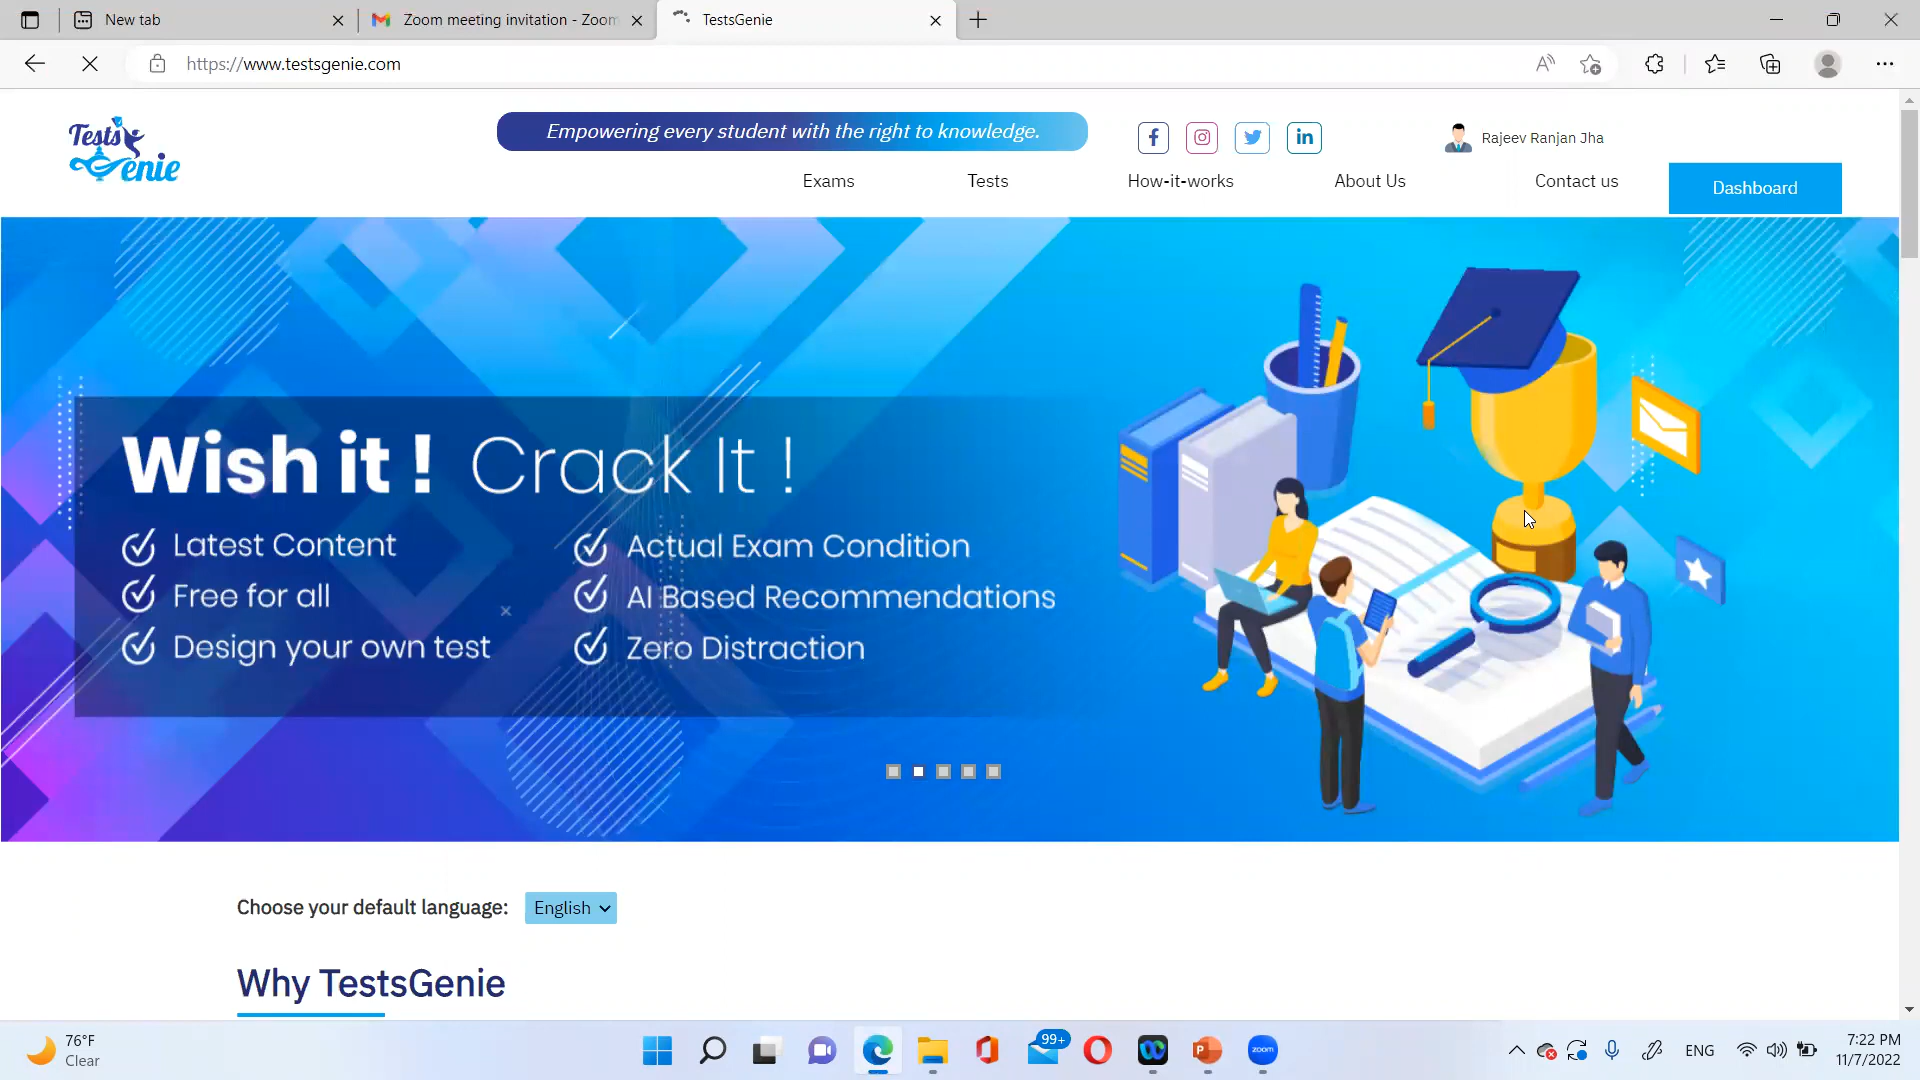 New tab
Zoom meeting invitation - Zoom
TestsGenie
https://www.testsgenie.com
Tests
Genie
Empowering every student with the right to knowledge.
Rajeev Ranjan Jha
Exams
Tests
How-it-works
About Us
Contact us
Dashboard
Wish it ! Crack It !
Latest Content
Actual Exam Condition
Free for all
AI Based Recommendations
Design your own test
Zero Distraction
Choose your default language:
English
Why TestsGenie
76°F
Clear
99+
zoom
ENG
7:22 PM
11/7/2022